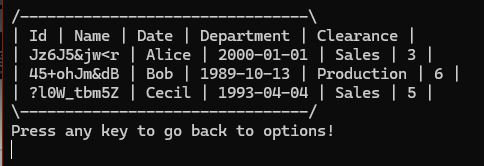 /------------------------------\
| Id | Name | Date | Department | Clearance |
| Jz6J5&jw<r | Alice | 2000-01-01 | Sales | 3 |
| 45+ohJm&dB | Bob | 1989-10-13 | Production | 6 |
| ?l0W_tbm5Z | Cecil | 1993-04-04 | Sales | 5 |
\------------------------------/
Press any key to go back to options!